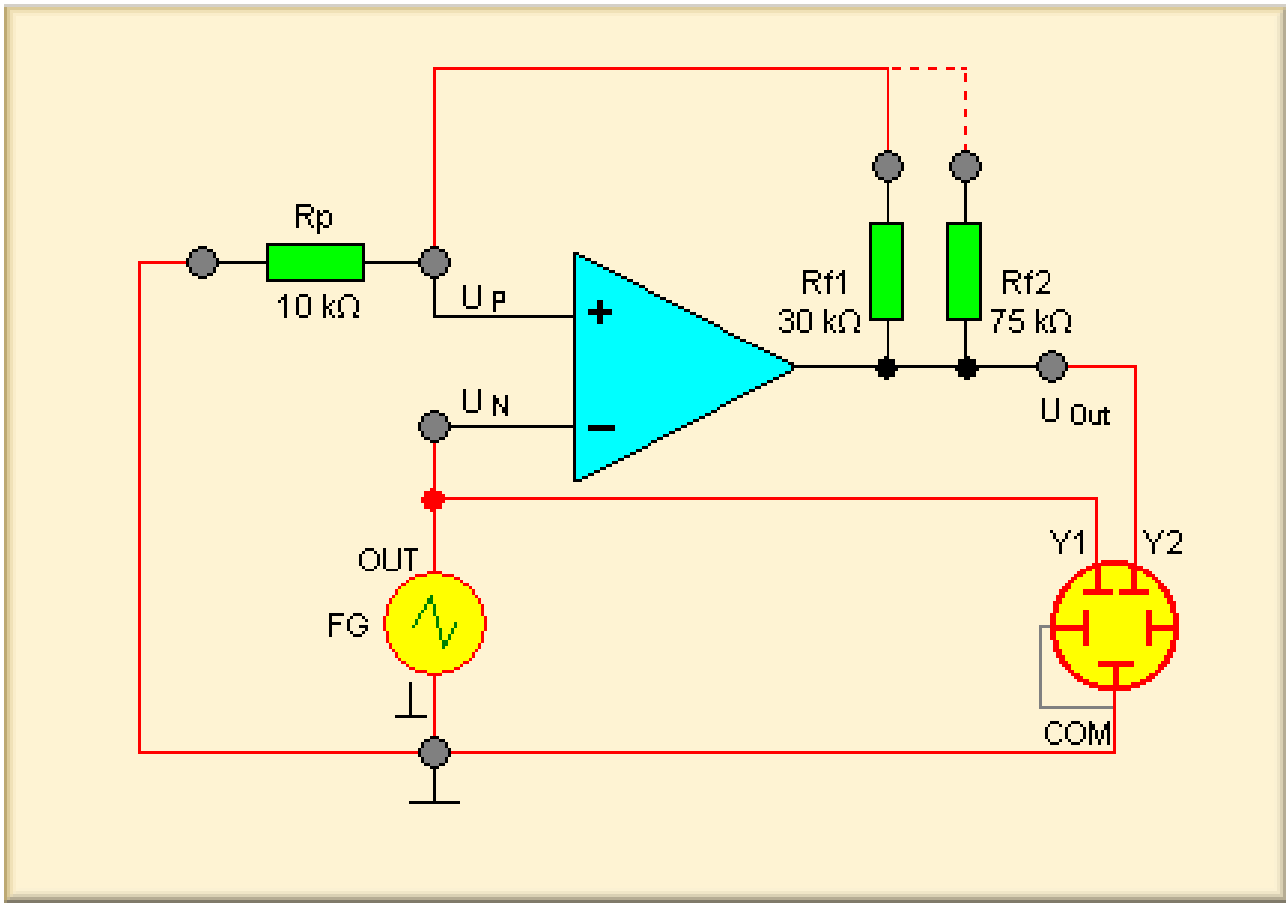 Rp
10 kΩ
U P
+
Rf1
30 kΩ
Rf2
75 kΩ
U N
−
U Out
OUT
FG
Y1
Y2
COM